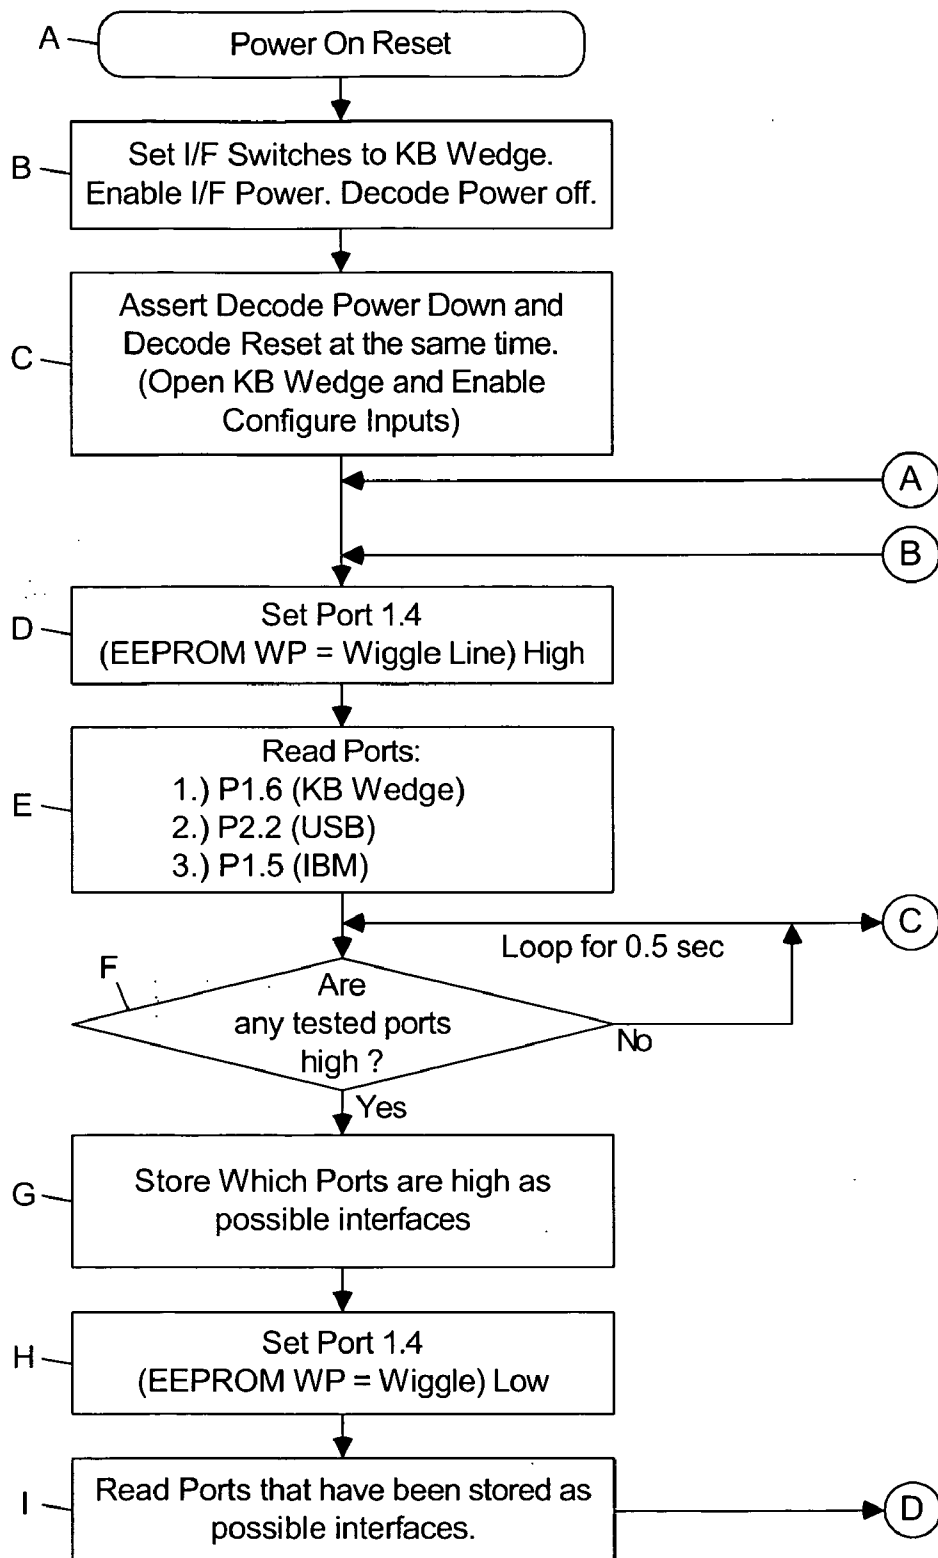 A
Power On Reset
B
Set I/F Switches to KB Wedge.
Enable I/F Power. Decode Power off.
C
Assert Decode Power Down and
Decode Reset at the same time.
(Open KB Wedge and Enable
Configure Inputs)
A
B
D
Set Port 1.4
(EEPROM WP = Wiggle Line) High
E
Read Ports:
1.) P1.6 (KB Wedge)
2.) P2.2 (USB)
3.) P1.5 (IBM)
C
Loop for 0.5 sec
F
Are
any tested ports
high ?
No
Yes
G
Store Which Ports are high as
possible interfaces
H
Set Port 1.4
(EEPROM WP = Wiggle) Low
I
Read Ports that have been stored as
possible interfaces.
D